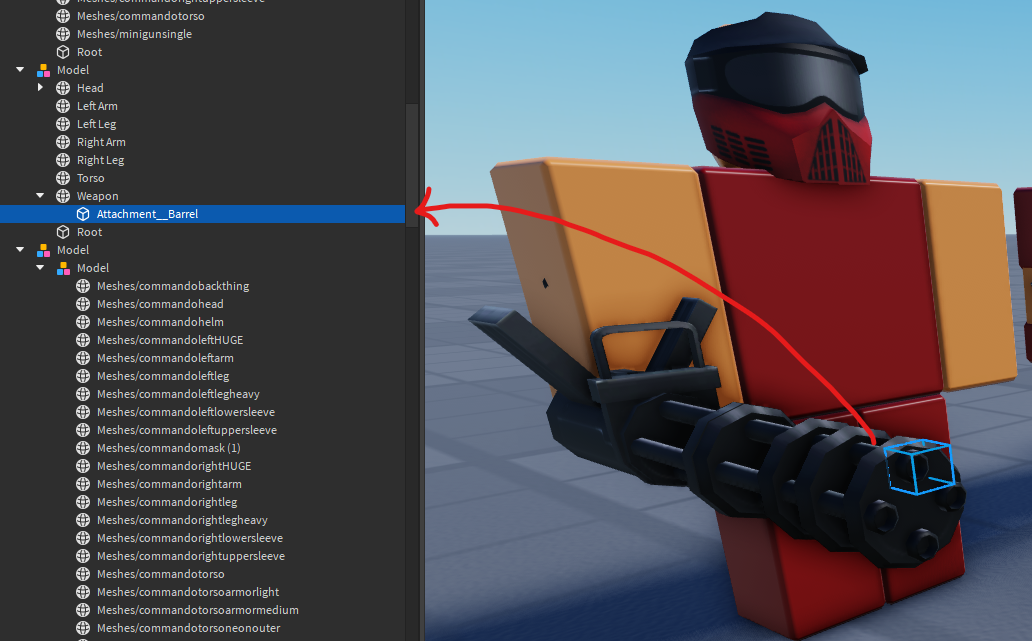 Meshes/commandorightuppersleeve
Meshes/commandotorso
Meshes/minigunsingle
Root
Model
Head
Left Arm
Left Leg
Right Arm
Right Leg
Torso
Weapon
Attachment__Barrel
Root
Model
Model
Meshes/commandobackthing
Meshes/commandohead
Meshes/commandohelm
Meshes/commandoleftHUGE
Meshes/commandoleftarm
Meshes/commandoleftleg
Meshes/commandoleftlegheavy
Meshes/commandoleftlowersleeve
Meshes/commandoleftuppersleeve
Meshes/commandomask (1)
Meshes/commandorightHUGE
Meshes/commandorightarm
Meshes/commandorightleg
Meshes/commandorightlegheavy
Meshes/commandorightlowersleeve
Meshes/commandorightuppersleeve
Meshes/commandotorso
Meshes/commandotorsoarmorlight
Meshes/commandotorsoarmormedium
Meshes/commandotorsoneonouter